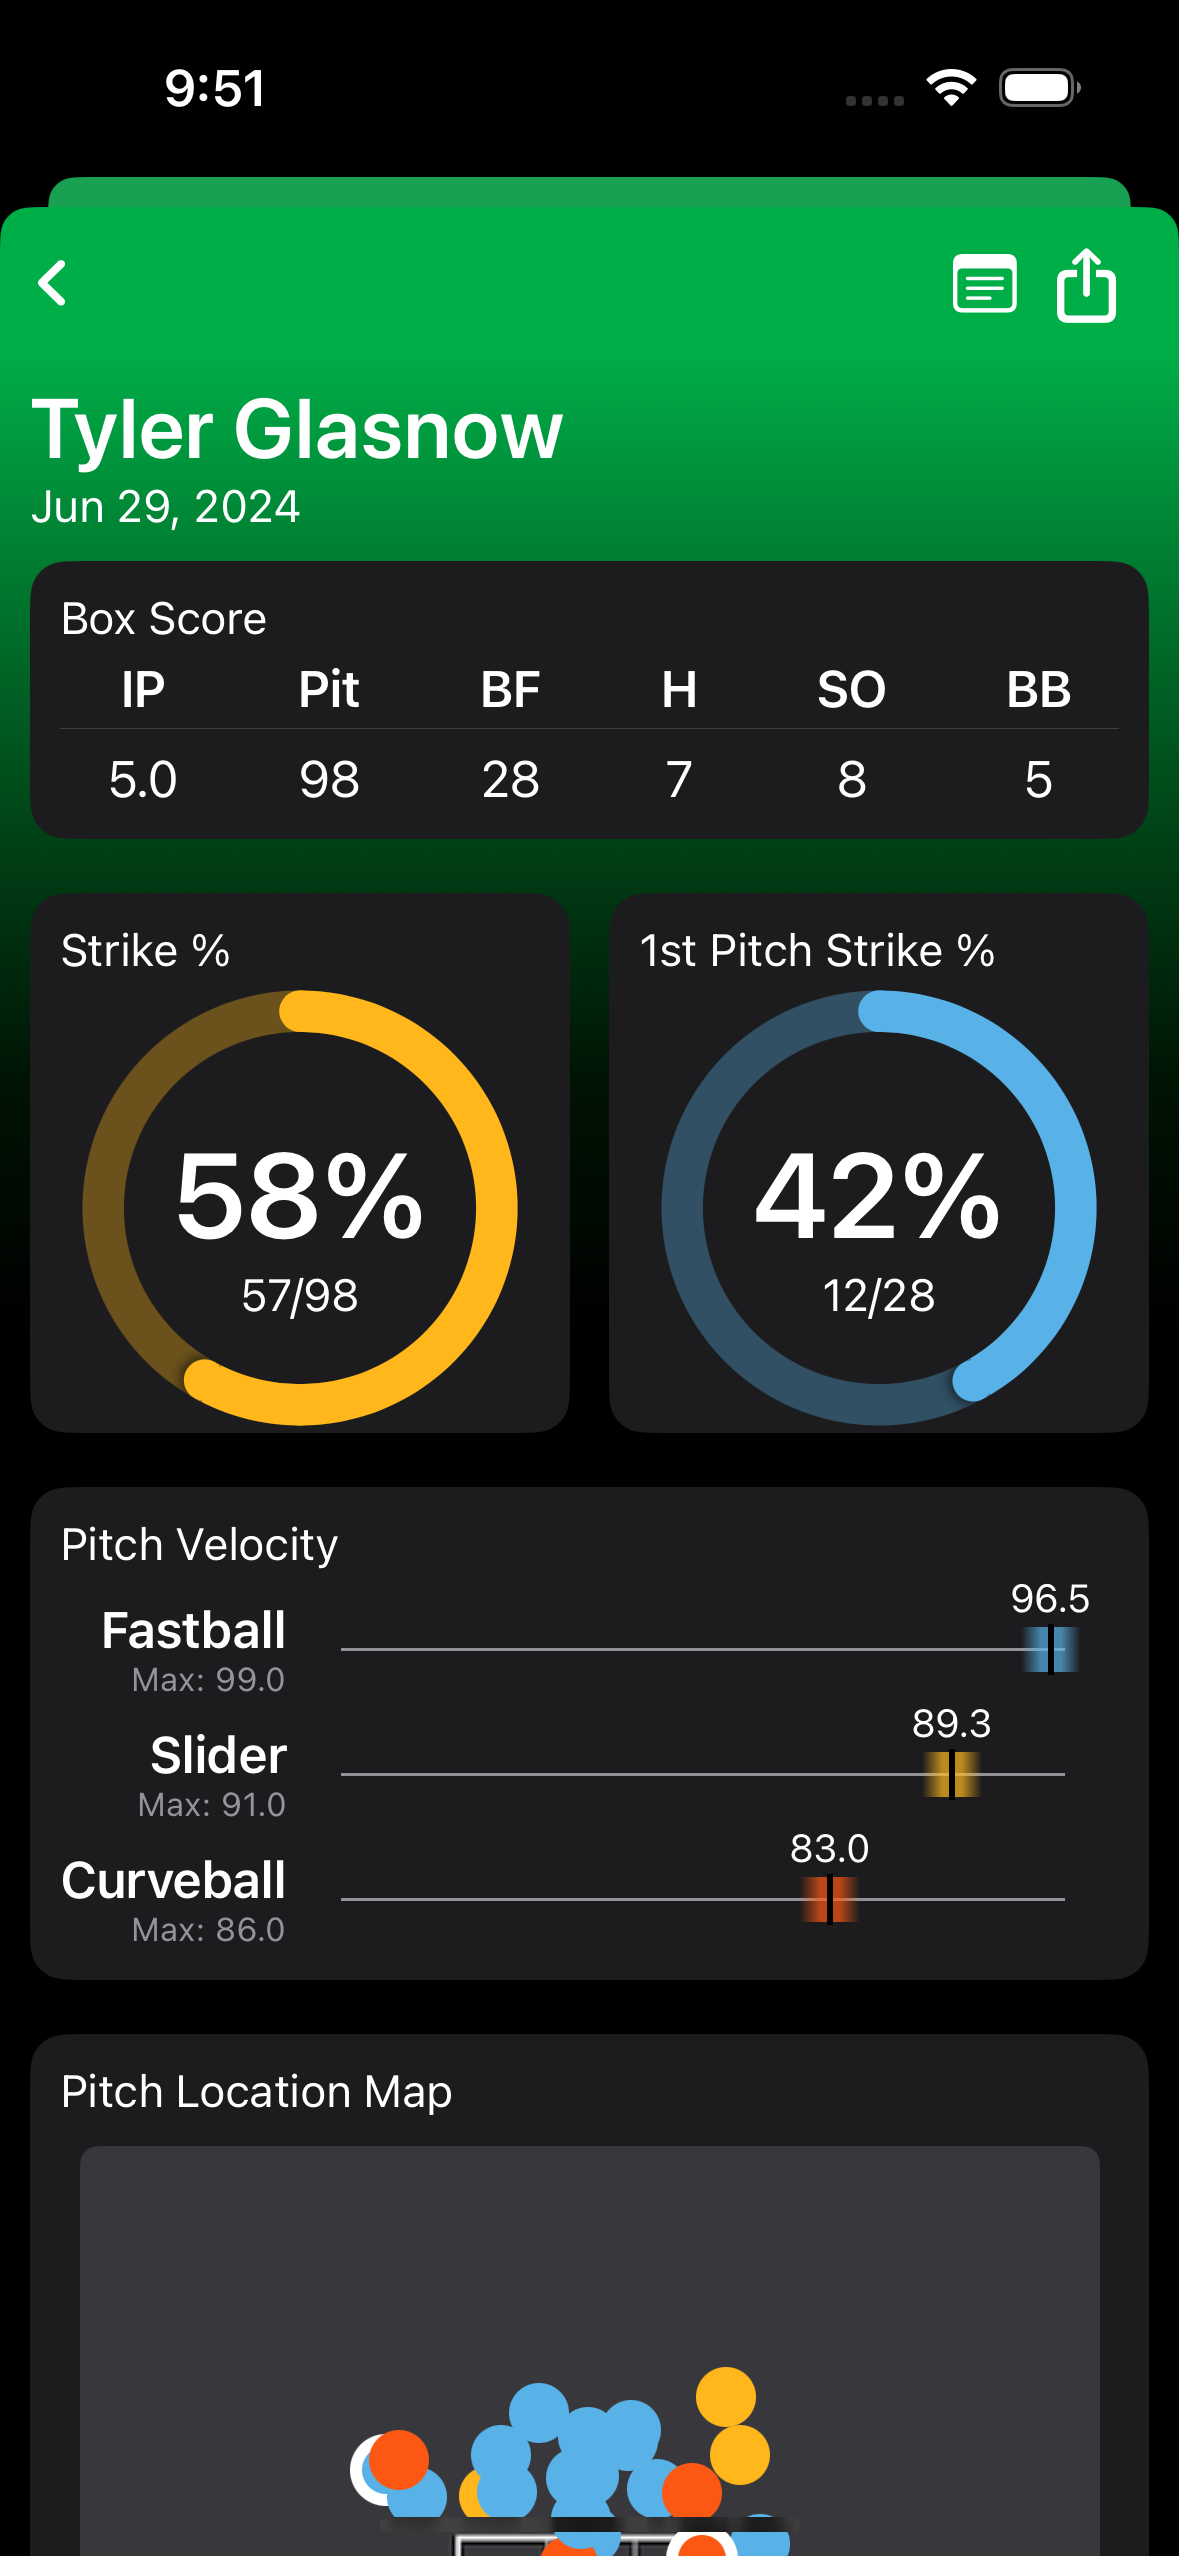 9:51
Tyler Glasnow
Jun 29, 2024
Box Score
IP Pit BF H SO BB
5.0 98 28 7 8 5
Strike % 1st Pitch Strike %
58% 42%
57/98 12/28
Pitch Velocity
96.5
Fastball
Max: 99.0
89.3
Slider
Max: 91.0
83.0
Curveball
Max: 86.0
Pitch Location Map